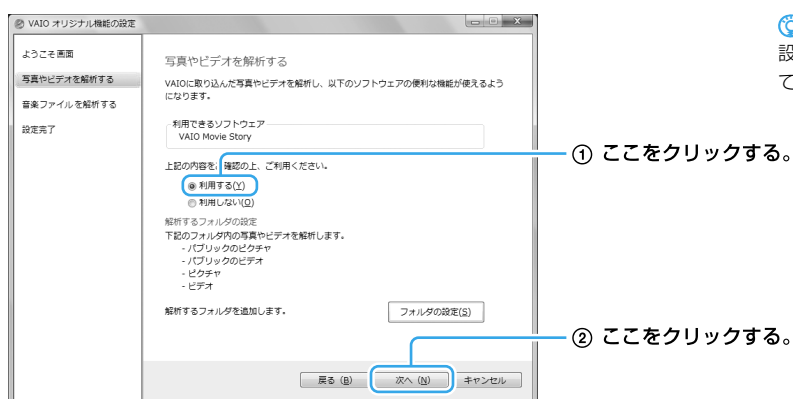 VAIO オリジナル機能の設定
ようこそ画面
写真やビデオを解析する
音楽ファイルを解析する
設定完了
写真やビデオを解析する
VAIOに取り込んだ写真やビデオを解析し、以下のソフトウェアの便利な機能が使えるよう
になります。
利用できるソフトウェア
VAIO Movie Story
上記の内容を 確認の上、ご利用ください。
利用する(Y)
利用しない(O)
解析するフォルダの設定
下記のフォルダ内の写真やビデオを解析します。
- パブリックのピクチャ
- パブリックのビデオ
- ピクチャ
- ビデオ
解析するフォルダを追加します。
フォルダの設定(S)
戻る (B)
次へ (N)
キャンセル
① ここをクリックする。
② ここをクリックする。
設
て